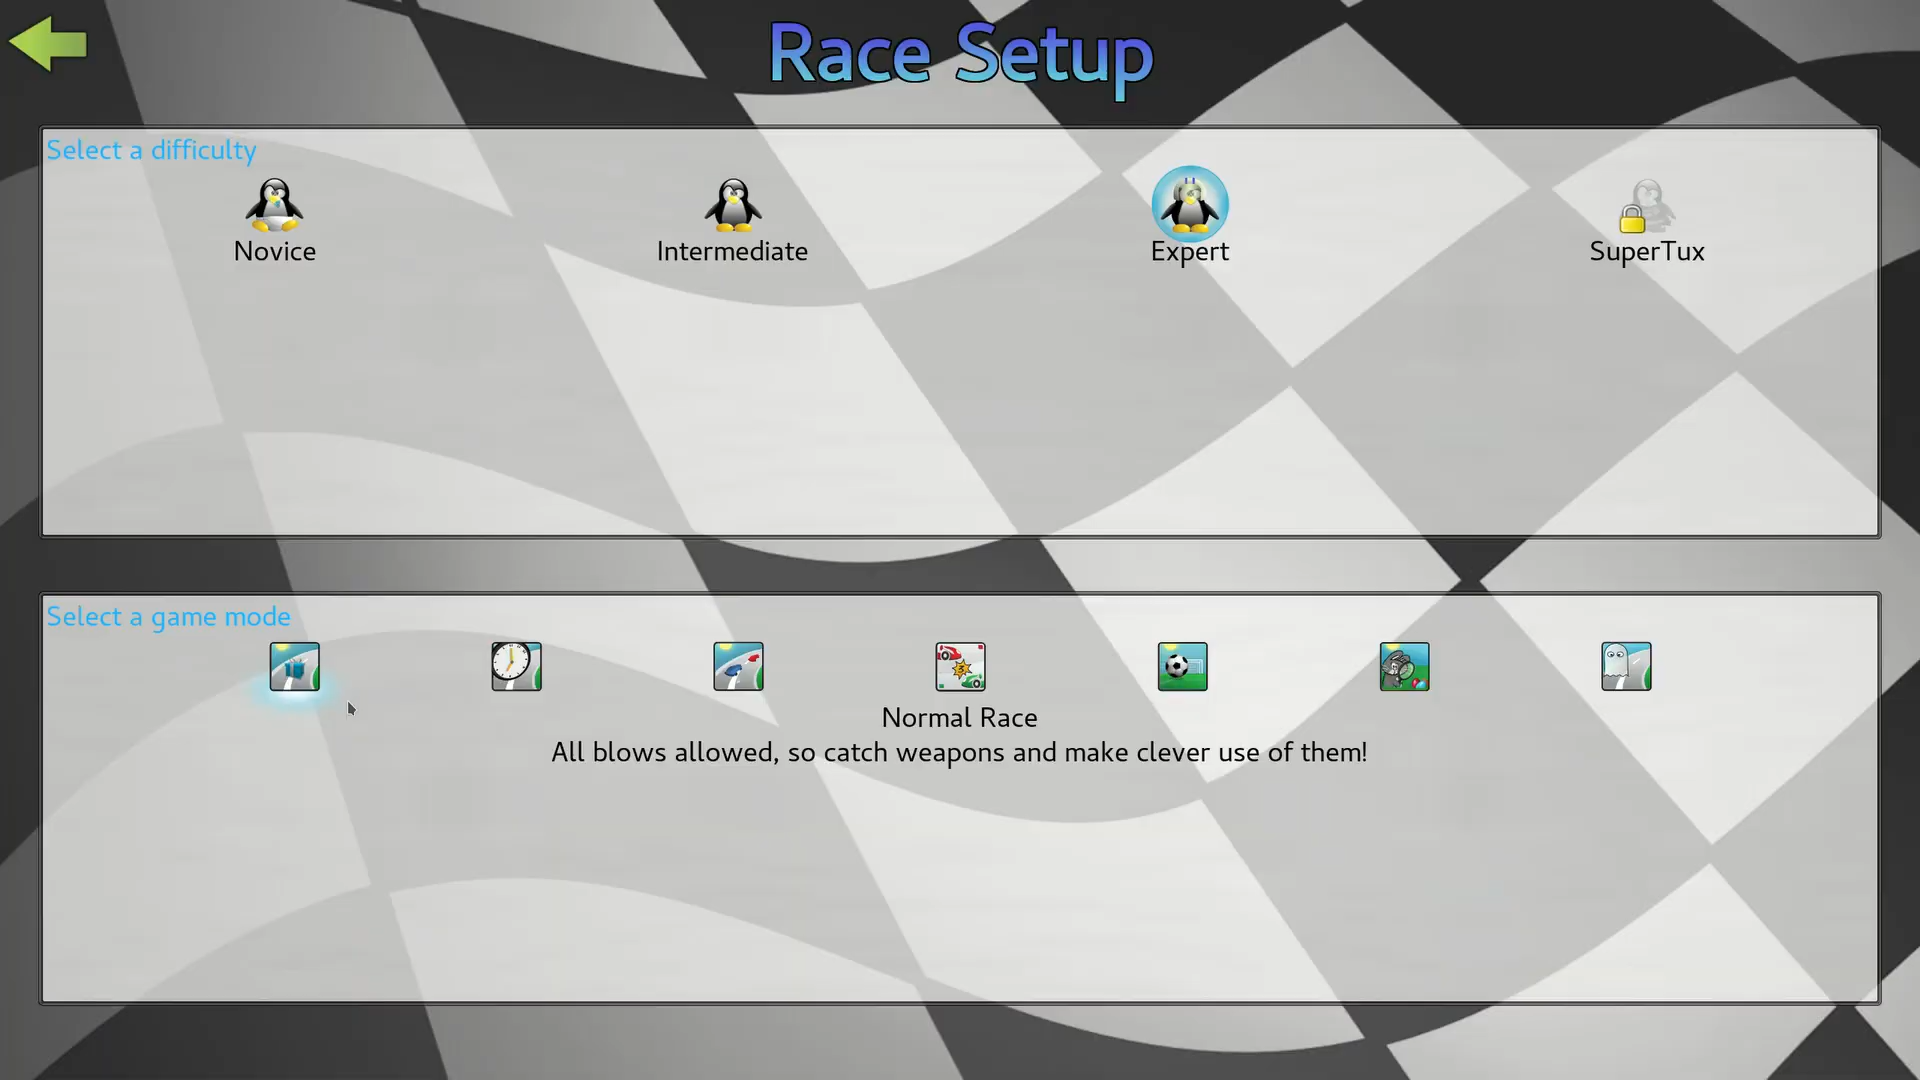 Race Setup
Select a difficulty
Novice
Intermediate
Expert
SuperTux
Select a game mode
Normal Race
All blows allowed, so catch weapons and make clever use of them!